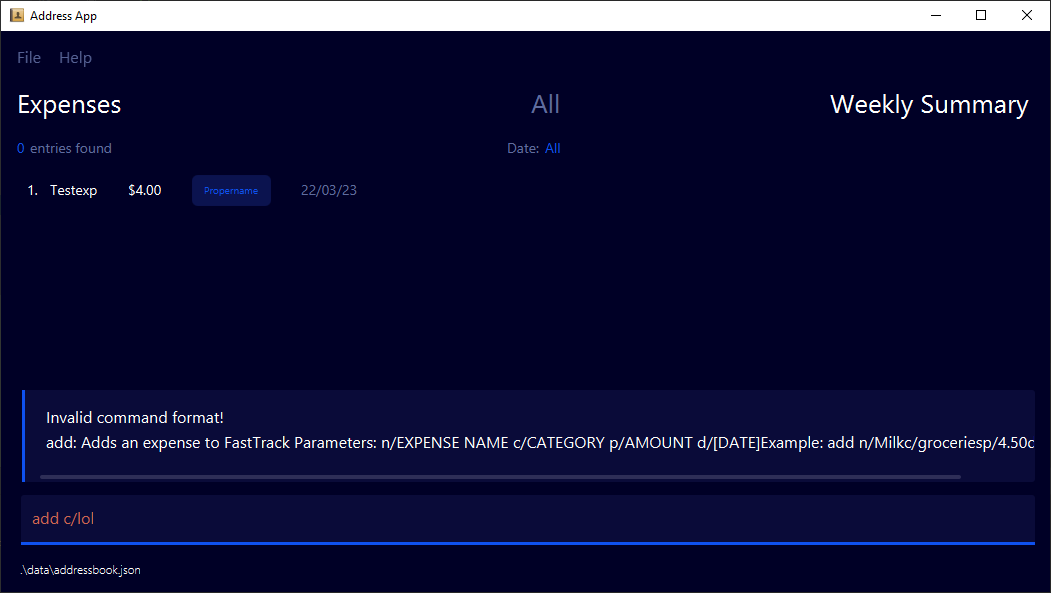 Address App
File Help
Expenses All Weekly Summary
0 entries found Date: All
1. Testexp $4.00 Propername 22/03/23
Invalid command format!
add: Adds an expense to FastTrack Parameters: n/EXPENSE NAME c/CATEGORY p/AMOUNT d/[DATE]Example: add n/Milkc/groceriesp/4.50d
add c/lol
.\data\addressbook.json